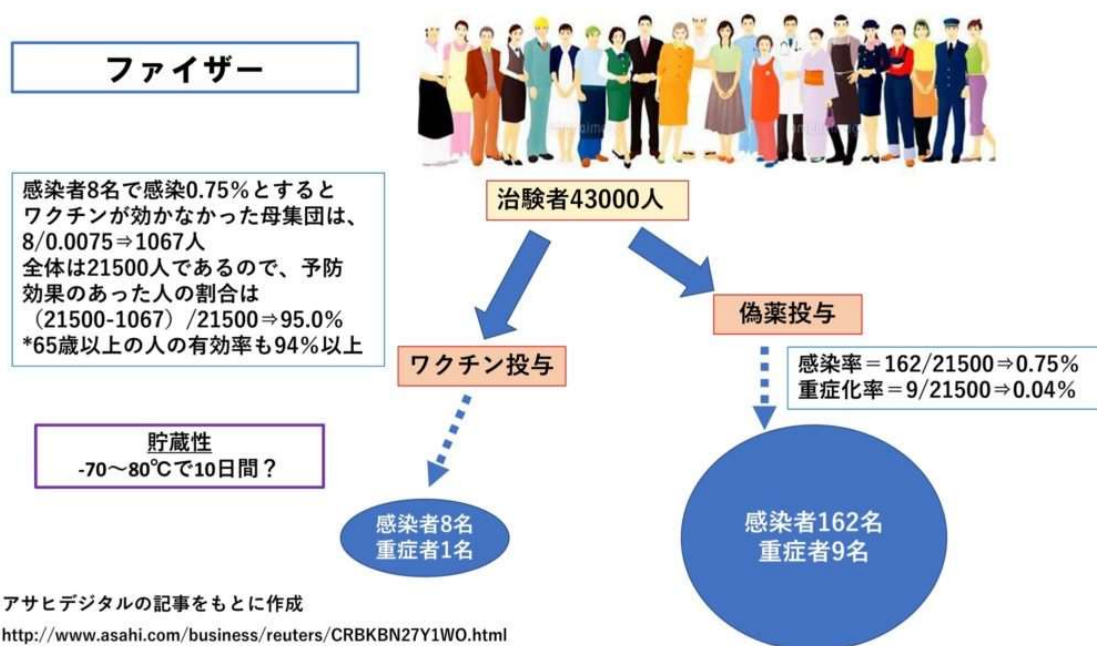 ファイザー
治験者43000人
感染者8名で感染0.75%とすると
ワクチンが効かなかった母集団は、
8/0.0075⇒1067人
全体は21500人であるので、予防
効果のあった人の割合は
（21500-1067）/21500⇒95.0%
*65歳以上の人の有効率も94%以上
偽薬投与
ワクチン投与
感染率＝162/21500⇒0.75%
重症化率＝9/21500⇒0.04%
貯蔵性
-70～80℃で10日間？
感染者8名
重症者1名
感染者162名
重症者9名
アサヒデジタルの記事をもとに作成
http://www.asahi.com/business/reuters/CRBKBN27Y1WO.html